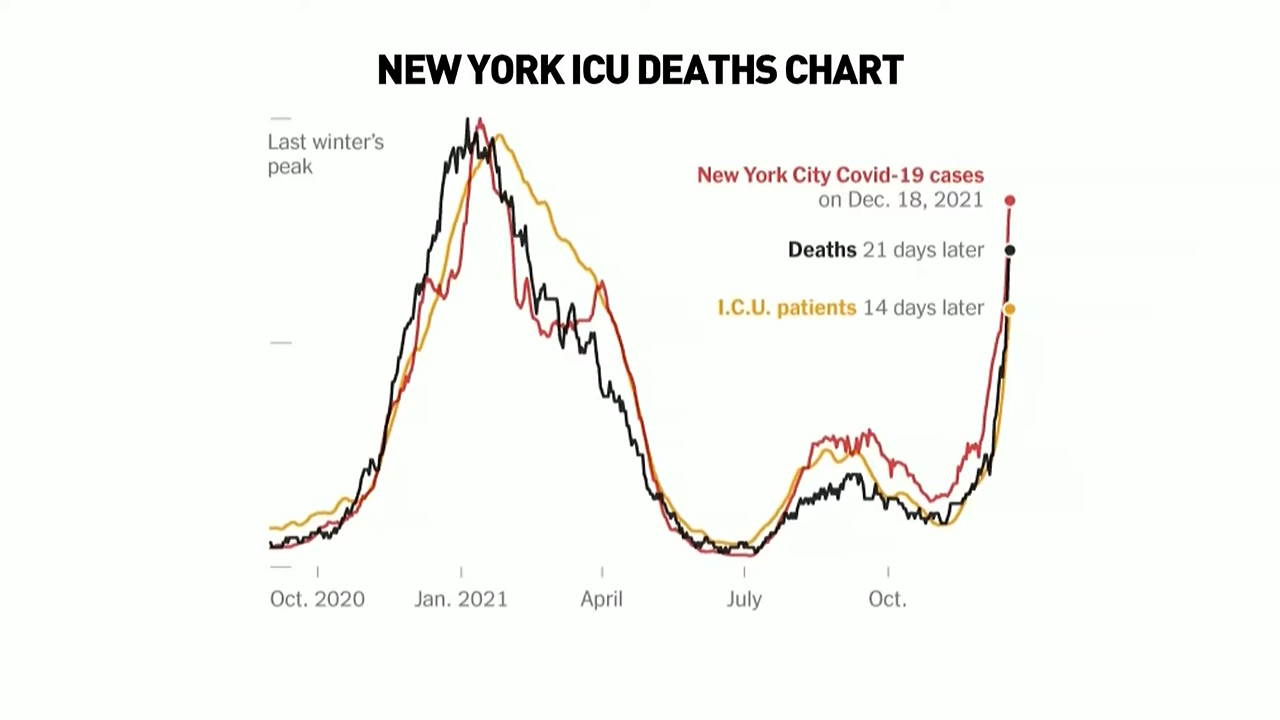 NEW YORK ICU DEATHS CHART
Last winter’s
peak
New York City Covid-19 cases
on Dec. 18, 2021
Deaths 21 days later
I.C.U. patients 14 days later
Oct. 2020
Jan. 2021
April
July
Oct.